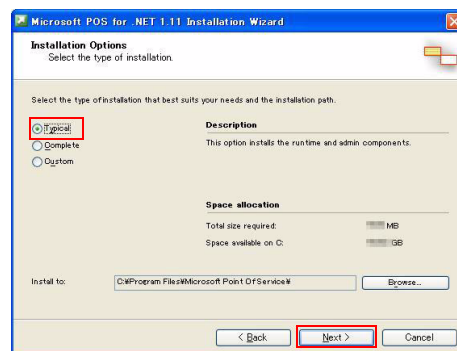 Microsoft POS for .NET 1.11 Installation Wizard
Installation Options
Select the type of installation.
Select the type of installation that best suits your needs and the installation path.
Typical
Complete
Custom
Description
This option installs the runtime and admin components.
Space allocation
Total size required: MB
Space available on C: GB
Install to: C:¥Program Files¥Microsoft Point Of Service¥ Browse...
< Back Next > Cancel